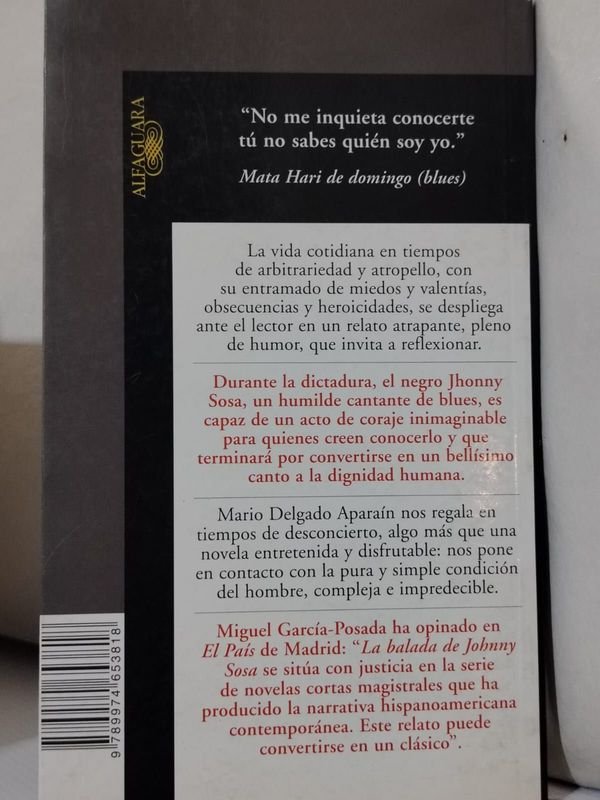 ALFAGUARA
“No me inquieta conocerte
tú no sabes quién soy yo.”
Mata Hari de domingo (blues)
La vida cotidiana en tiempos
de arbitrariedad y atropello, con
su entramado de miedos y valentías,
obsecuencias y heroicidades, se despliega
ante el lector en un relato atrapante, pleno
de humor, que invita a reflexionar.
Durante la dictadura, el negro Jhonny
Sosa, un humilde cantante de blues, es
capaz de un acto de coraje inimaginable
para quienes creen conocerlo y que
terminará por convertirse en un bellísimo
canto a la dignidad humana.
Mario Delgado Aparaín nos regala en
tiempos de desconcierto, algo más que una
novela entretenida y disfrutable: nos pone
en contacto con la pura y simple condición
del hombre, compleja e impredecible.
Miguel García-Posada ha opinado en
El País de Madrid: “La balada de Johnny
Sosa se sitúa con justicia en la serie
de novelas cortas magistrales que ha
producido la narrativa hispanoamericana
contemporánea. Este relato puede
convertirse en un clásico”.
9 789974 653818